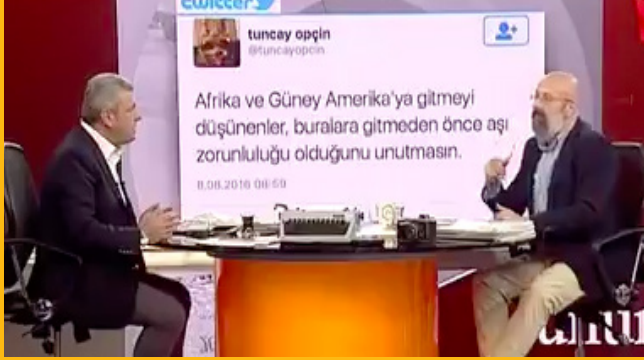 twitter
tuncay opçin
@tuncayopcin
Afrika ve Güney Amerika'ya gitmeyi
düşünenler, buralara gitmeden önce aşı
zorunluluğu olduğunu unutmasın.
8.08.2016 06:59